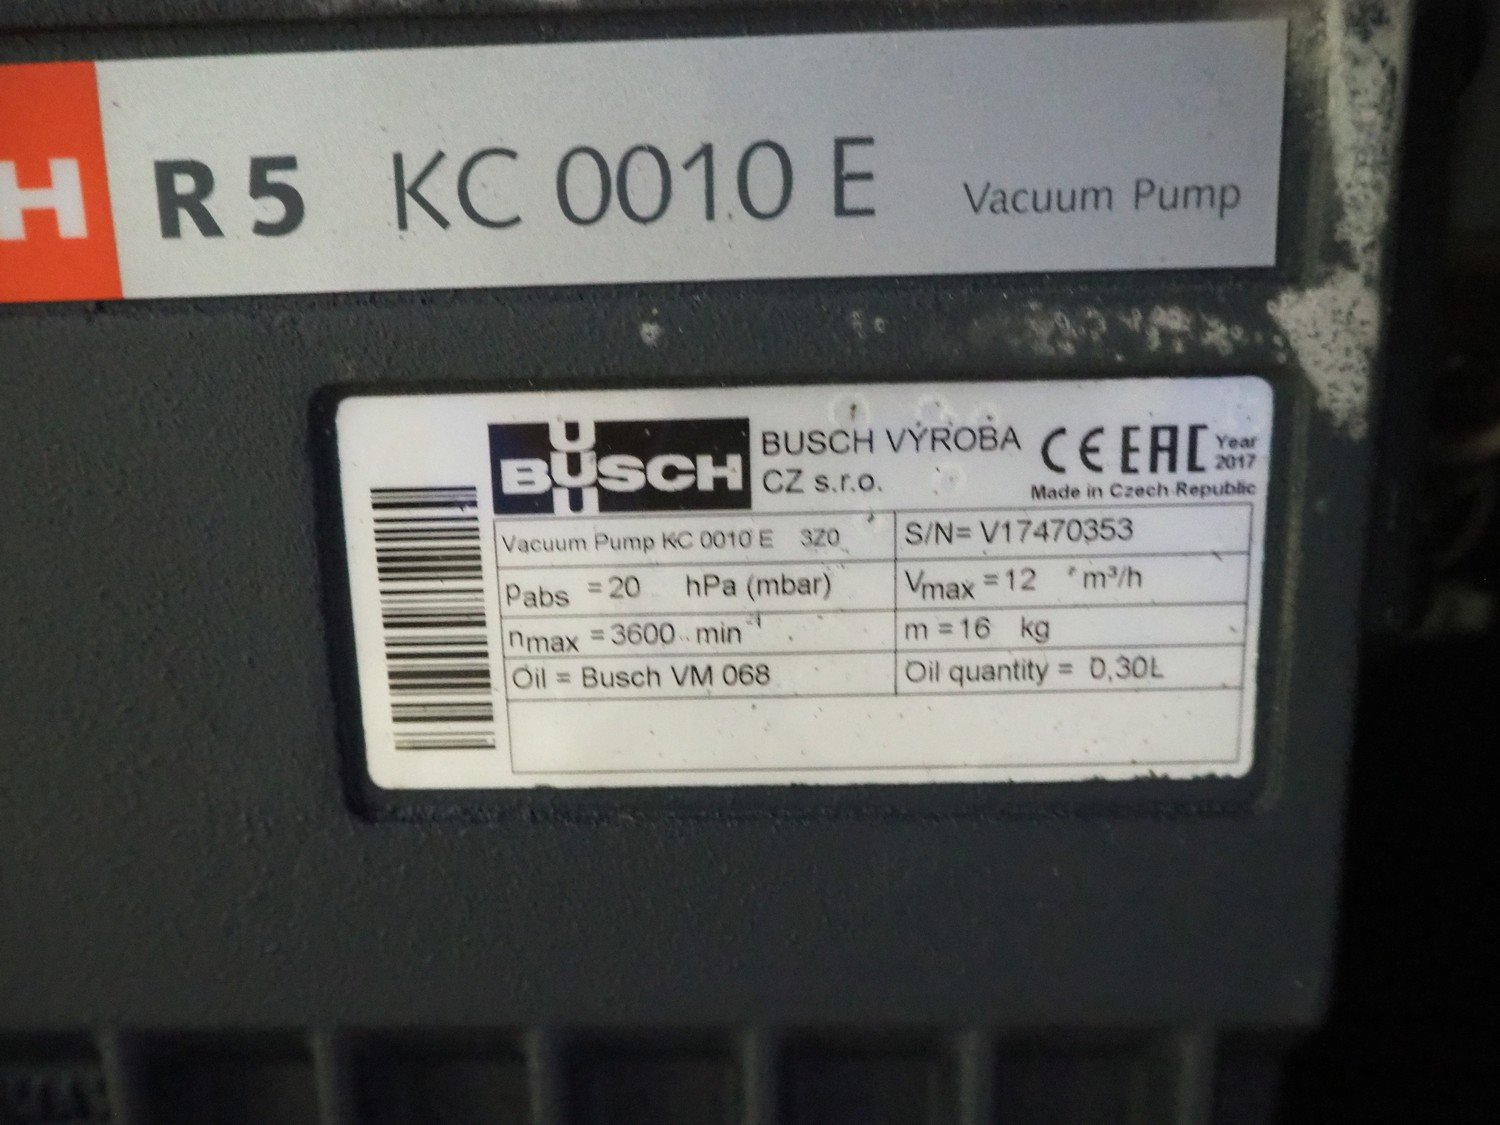 H R 5 KC 0010 E Vacuum Pump
BUSCH
BUSCH VÝROBA
CZ s.r.o.
CE EAC Year
2017
Made in Czech Republic
Vacuum Pump KC 0010 E 3Z0
S/N= V17470353
Pabs = 20 hPa (mbar)
Vmax = 12 m³/h
nmax = 3600 min⁻¹
m = 16 kg
Oil = Busch VM 068
Oil quantity = 0,30L